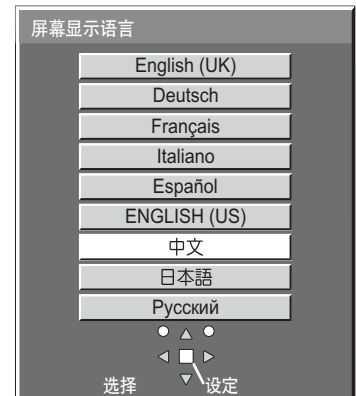 屏幕显示语言
English (UK)
Deutsch
Français
Italiano
Español
ENGLISH (US)
中文
日本語
Русский
选择 设定